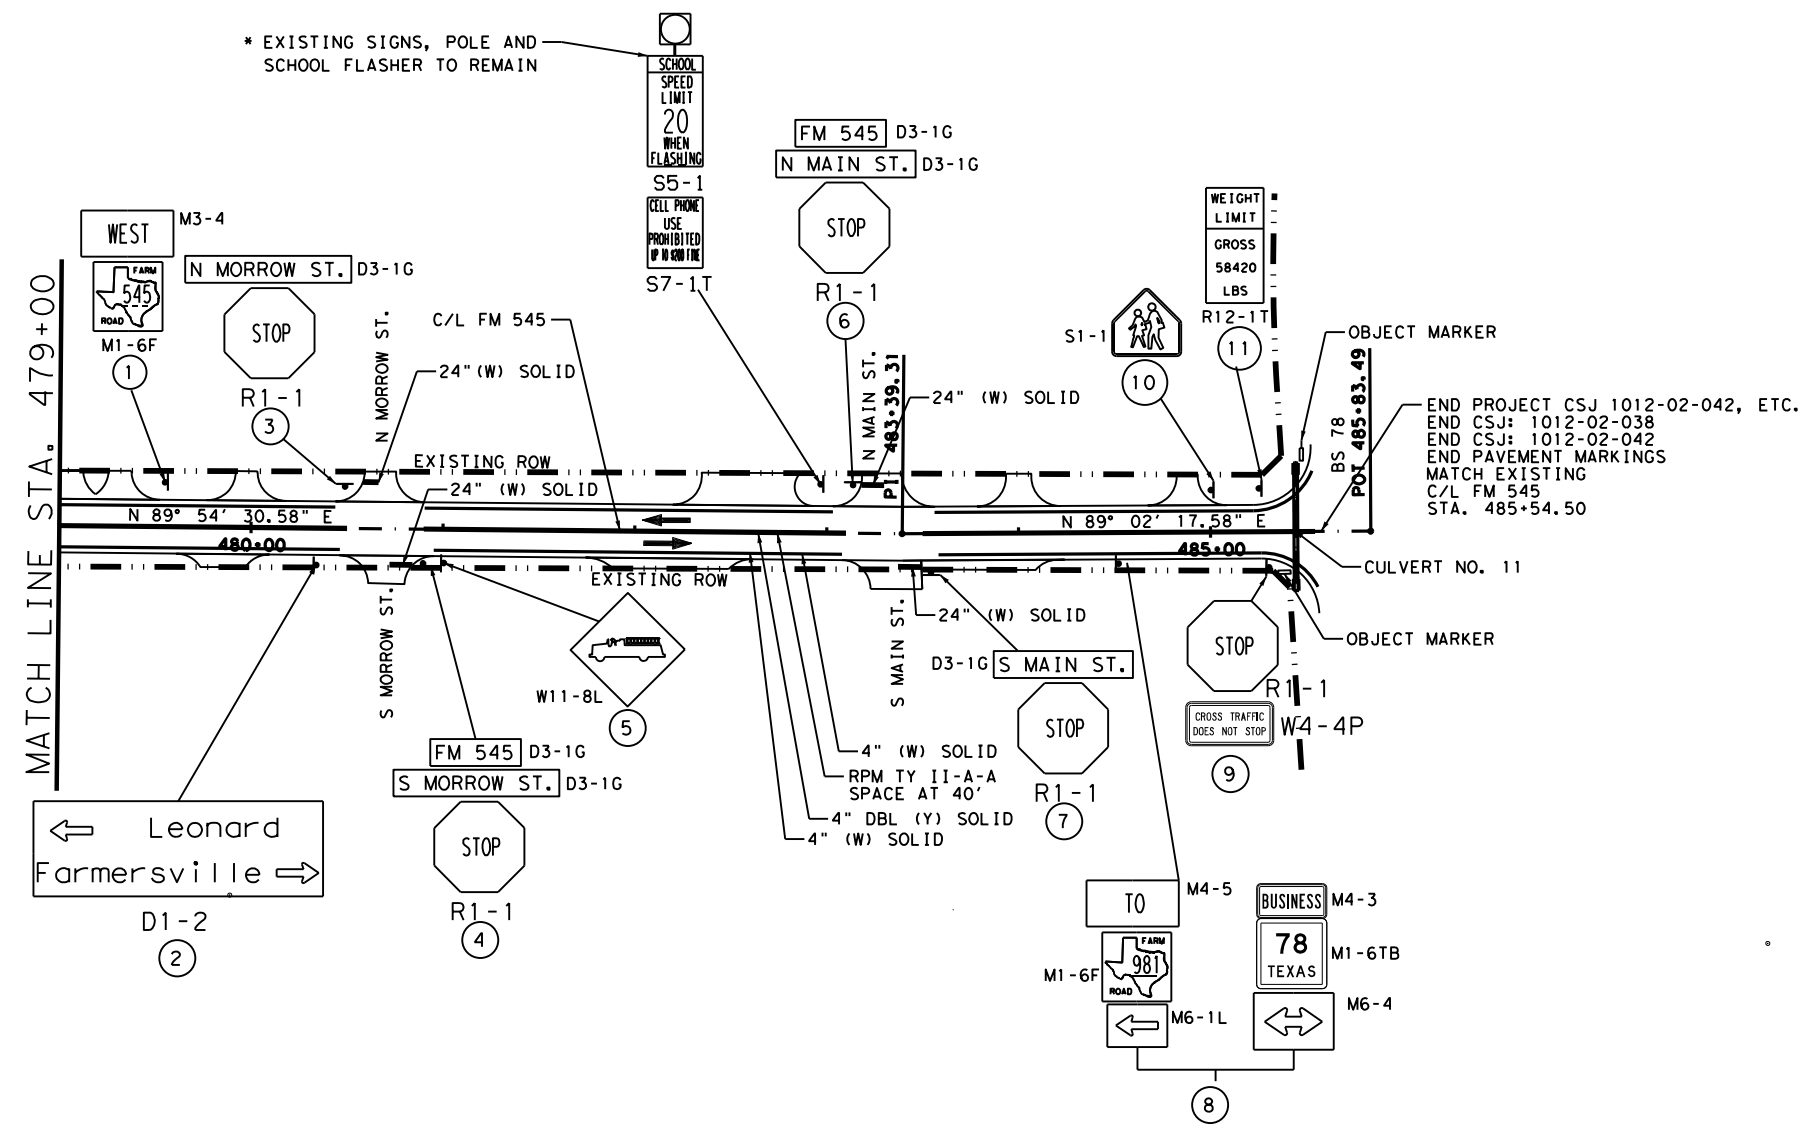 * EXISTING SIGNS, POLE AND
SCHOOL FLASHER TO REMAIN
SCHOOL
SPEED
LIMIT
20
WHEN
FLASHING
S5-1
CELL PHONE
USE
PROHIBITED
UP TO $200 FINE
S7-1T
FM 545 D3-1G
N MAIN ST. D3-1G
STOP
R1-1
6
WEST M3-4
FARM
545
ROAD
M1-6F
1
N MORROW ST. D3-1G
STOP
R1-1
3
N MORROW ST.
C/L FM 545
24"(W) SOLID
N MAIN ST.
PI 483+39.31
24" (W) SOLID
S1-1
10
WEIGHT
LIMIT
GROSS
58420
LBS
R12-1T
11
OBJECT MARKER
BS 78
POT 485+83.49
END PROJECT CSJ 1012-02-042, ETC.
END CSJ: 1012-02-038
END CSJ: 1012-02-042
END PAVEMENT MARKINGS
MATCH EXISTING
C/L FM 545
STA. 485+54.50
MATCH LINE STA. 479+00
EXISTING ROW
24" (W) SOLID
N 89° 54' 30.58" E
480+00
N 89° 02' 17.58" E
485+00
EXISTING ROW
CULVERT NO. 11
S MORROW ST.
W11-8L
5
S MAIN ST.
24" (W) SOLID
D3-1G S MAIN ST.
STOP
R1-1
7
STOP
R1-1
CROSS TRAFFIC
DOES NOT STOP
W4-4P
9
OBJECT MARKER
FM 545 D3-1G
S MORROW ST. D3-1G
STOP
R1-1
4
4" (W) SOLID
RPM TY II-A-A
SPACE AT 40'
4" DBL (Y) SOLID
4" (W) SOLID
Leonard
Farmersville
D1-2
2
TO M4-5
FARM
981
ROAD
M1-6F
M6-1L
BUSINESS M4-3
78
TEXAS
M1-6TB
M6-4
8